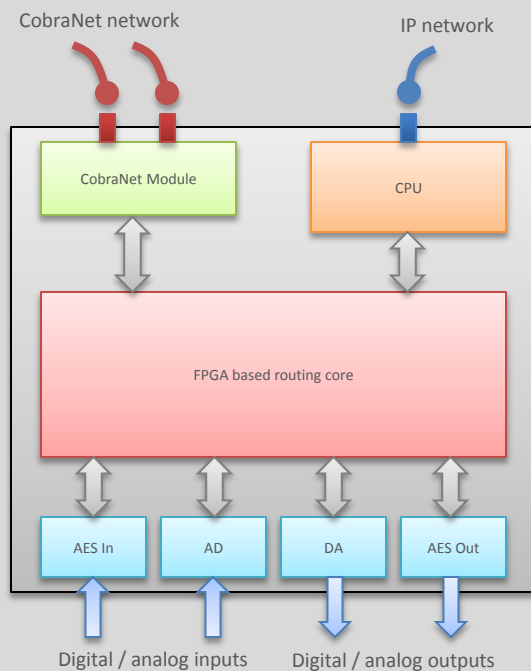 CobraNet network
IP network
CobraNet Module
CPU
FPGA based routing core
AES In
AD
DA
AES Out
Digital / analog inputs
Digital / analog outputs